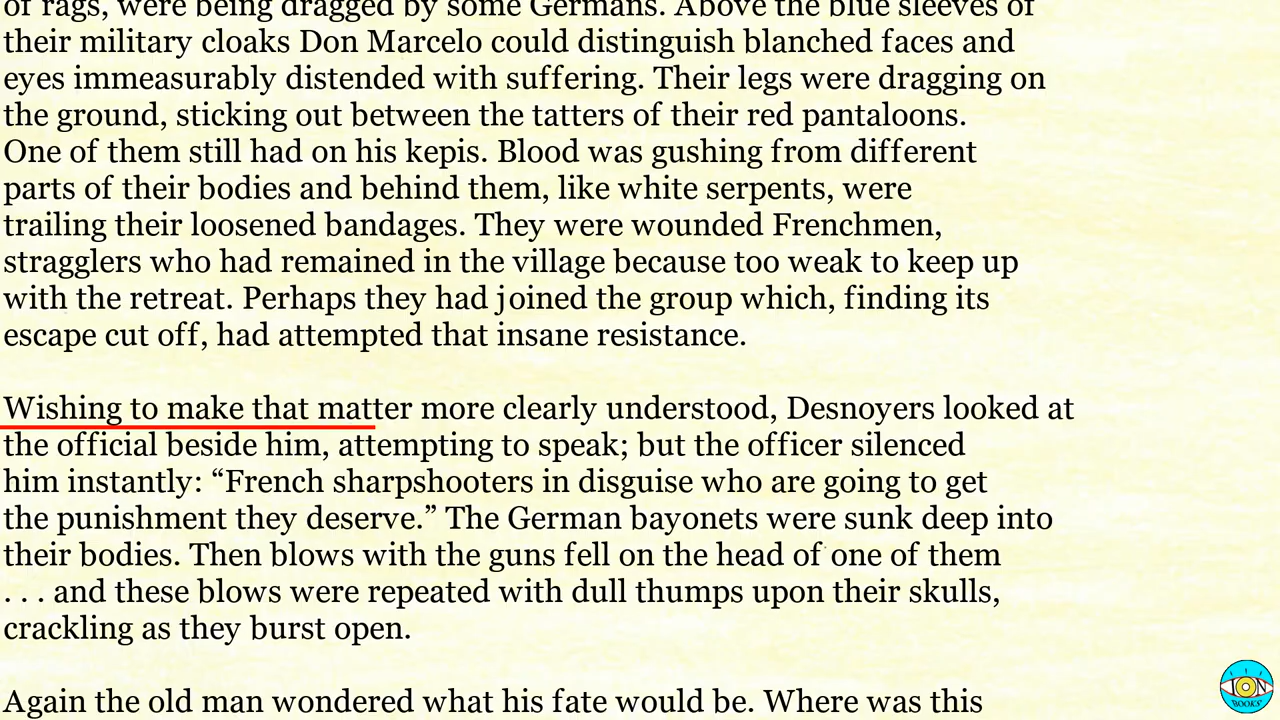 of rags, were being dragged by some Germans. Above the blue sleeves of
their military cloaks Don Marcelo could distinguish blanched faces and
eyes immeasurably distended with suffering. Their legs were dragging on
the ground, sticking out between the tatters of their red pantaloons.
One of them still had on his kepis. Blood was gushing from different
parts of their bodies and behind them, like white serpents, were
trailing their loosened bandages. They were wounded Frenchmen,
stragglers who had remained in the village because too weak to keep up
with the retreat. Perhaps they had joined the group which, finding its
escape cut off, had attempted that insane resistance.
Wishing to make that matter more clearly understood, Desnoyers looked at
the official beside him, attempting to speak; but the officer silenced
him instantly: “French sharpshooters in disguise who are going to get
the punishment they deserve.” The German bayonets were sunk deep into
their bodies. Then blows with the guns fell on the head of one of them
. . . and these blows were repeated with dull thumps upon their skulls,
crackling as they burst open.
Again the old man wondered what his fate would be. Where was this
ION
BOOKS